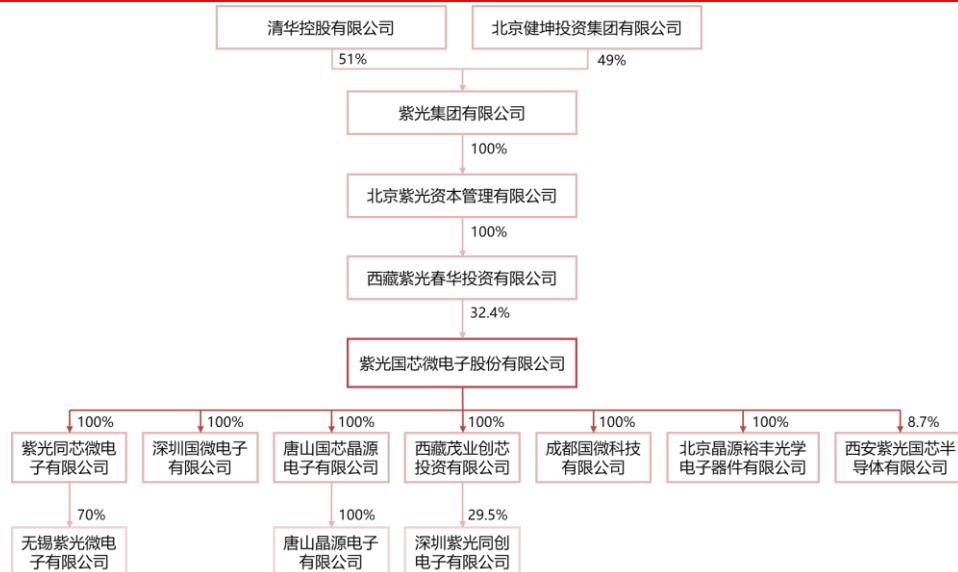 清华控股有限公司
北京健坤投资集团有限公司
51%
49%
紫光集团有限公司
100%
北京紫光资本管理有限公司
100%
西藏紫光春华投资有限公司
32.4%
紫光国芯微电子股份有限公司
100%
100%
100%
100%
100%
100%
8.7%
紫光同芯微电
子有限公司
深圳国微电子
有限公司
唐山国芯晶源
电子有限公司
西藏茂业创芯
投资有限公司
成都国微科技
有限公司
北京晶源裕丰光学
电子器件有限公司
西安紫光国芯半
导体有限公司
70%
100%
29.5%
无锡紫光微电
子有限公司
唐山晶源电子
有限公司
深圳紫光同创
电子有限公司